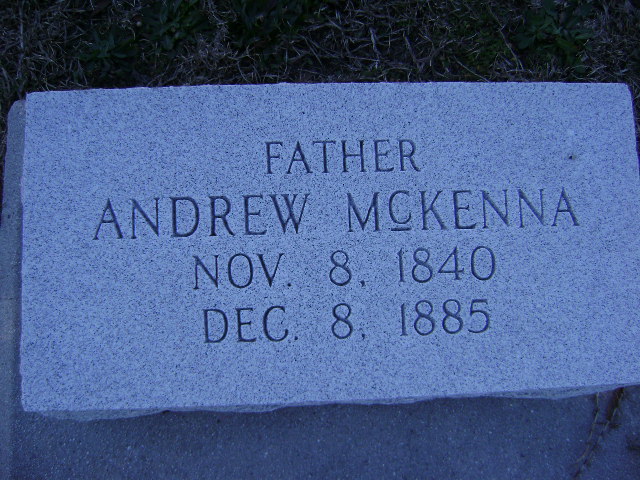 FATHER
ANDREW McKENNA
NOV. 8, 1840
DEC. 8, 1885